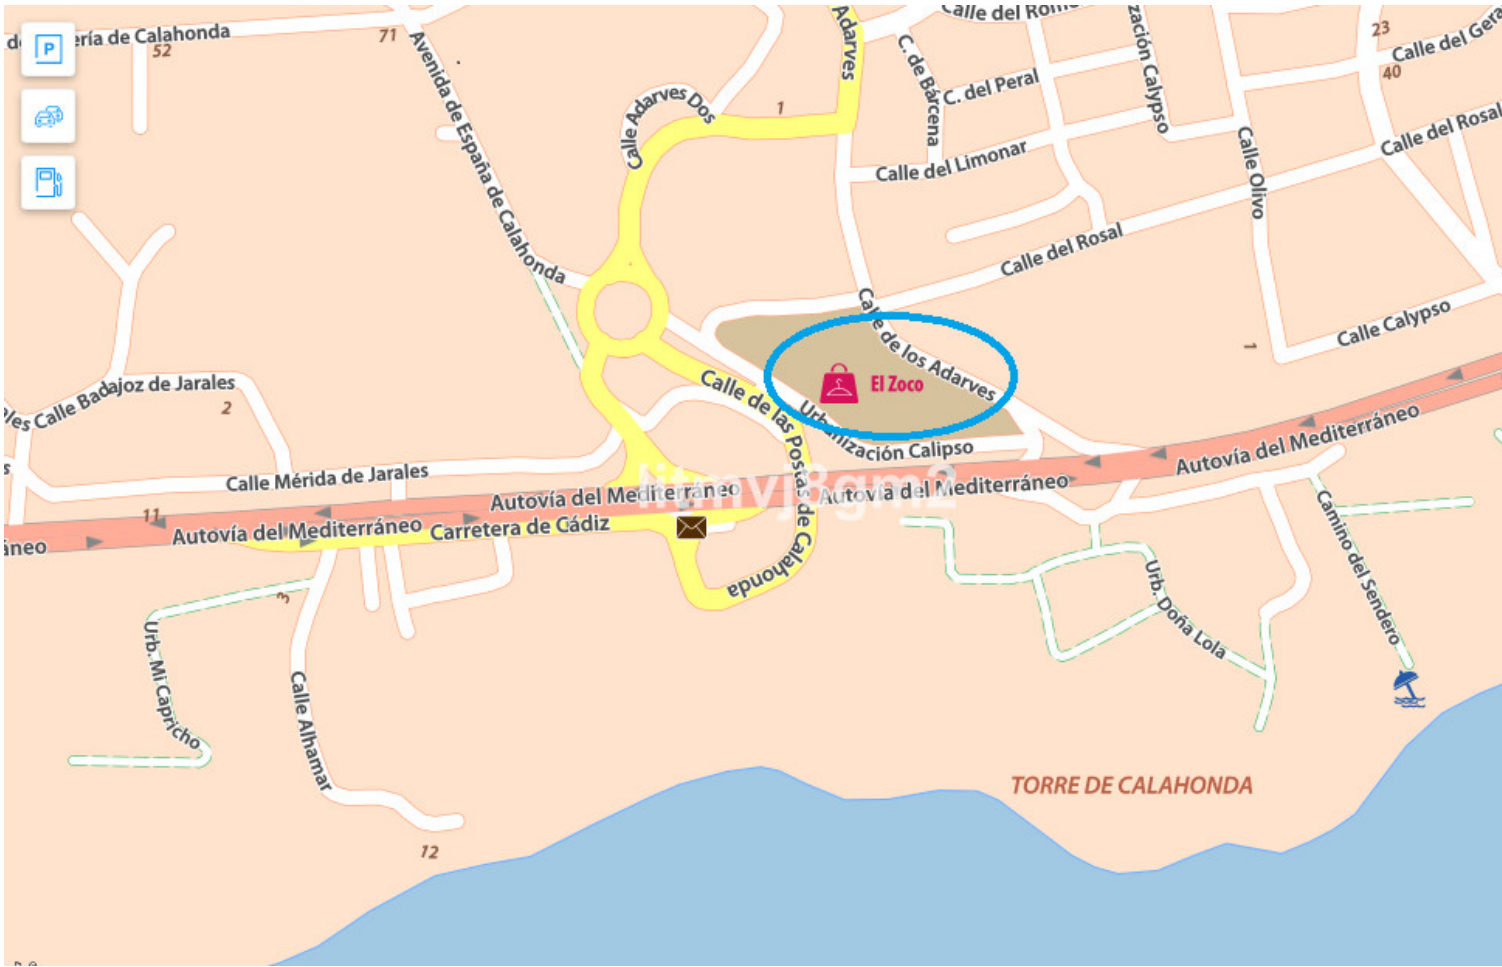 Calle del Rom
Adarves
zación Calypso
23
de ería de Calahonda
71
52
Calle del Gera
40
P
Avenida de España de Calahonda
C. de Bárcena
C. del Peral
Calle Adarves Dos
1
Calle del Rosal
Calle del Limonar
Calle Olivo
Calle del Rosal
Calle de los Adarves
Calle Calypso
1
El Zoco
Calle Badajoz de Jarales
les
2
Calle de las Postas de Calahonda
Urbanización Calipso
Autovía del Mediterráneo
Calle Mérida de Jarales
s
Autovía del Mediterráneo
Autovía del Mediterráneo
litmvj8gm2
11
Autovía del Mediterráneo
Carretera de Cádiz
áneo
Camino del Sendero
Urb. Doña Lola
3
Urb. Mi Capricho
Calle Alhamar
TORRE DE CALAHONDA
12